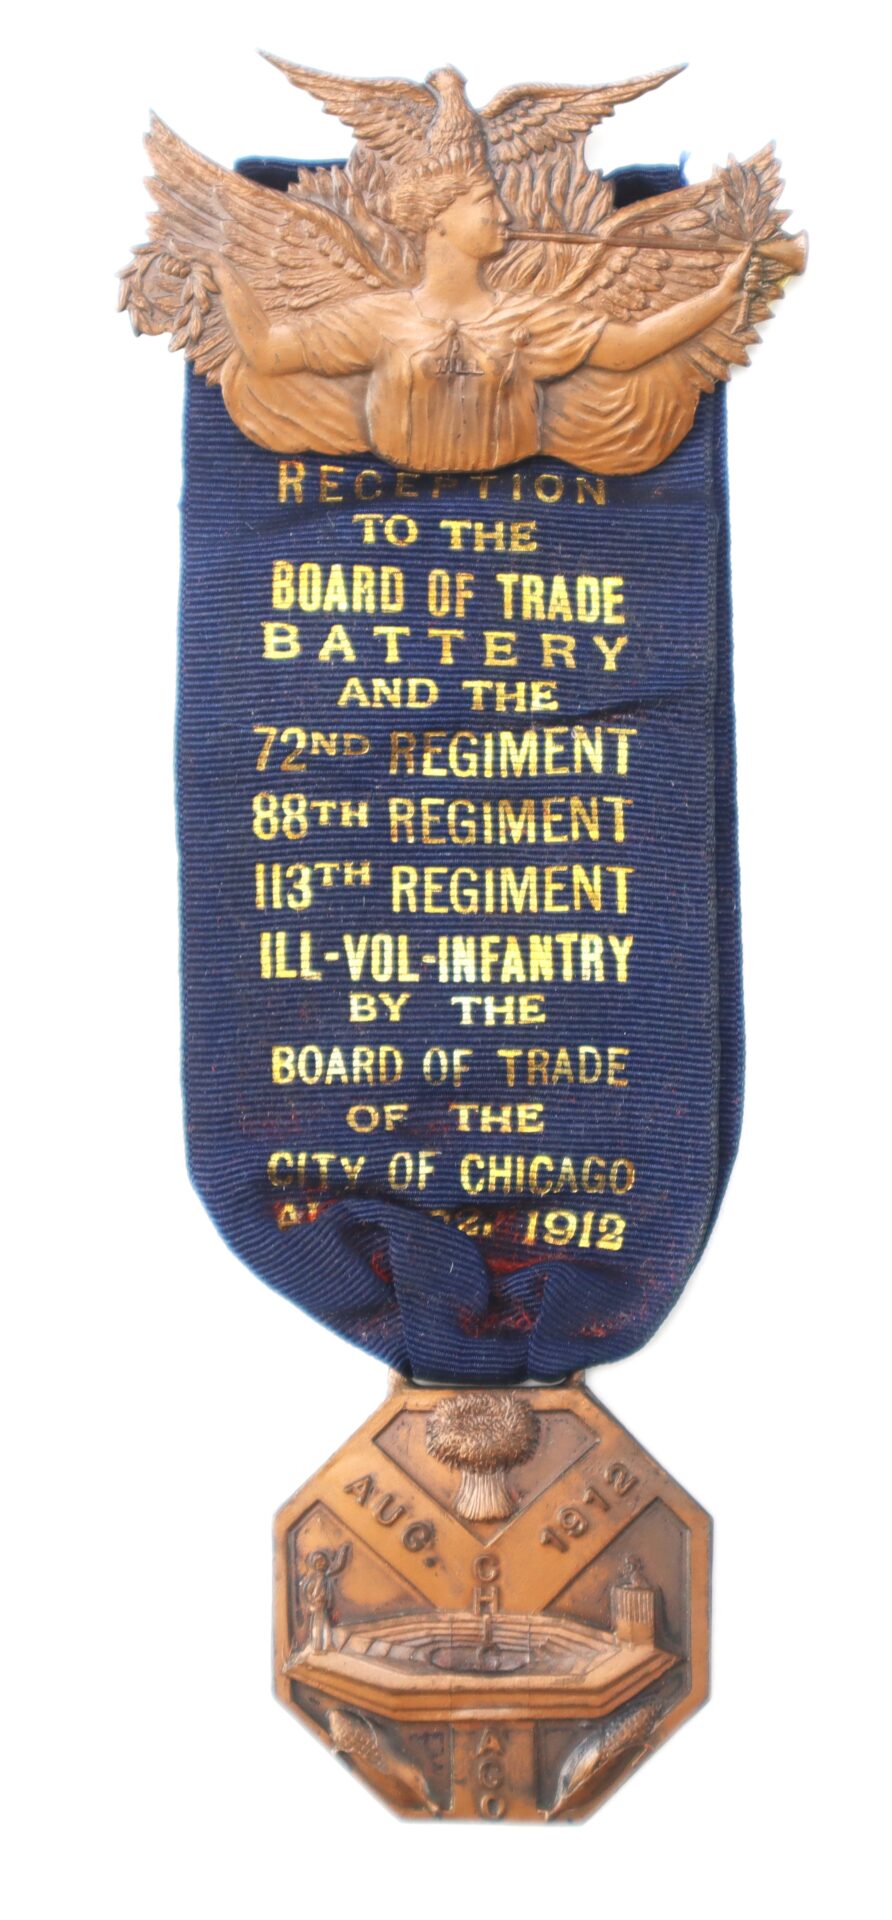 I
WILL
RECEPTION
TO THE
BOARD OF TRADE
BATTERY
AND THE
72ND REGIMENT
88TH REGIMENT
113TH REGIMENT
ILL-VOL-INFANTRY
BY THE
BOARD OF TRADE
OF THE
CITY OF CHICAGO
1912
AUG. 1912
CHICAGO